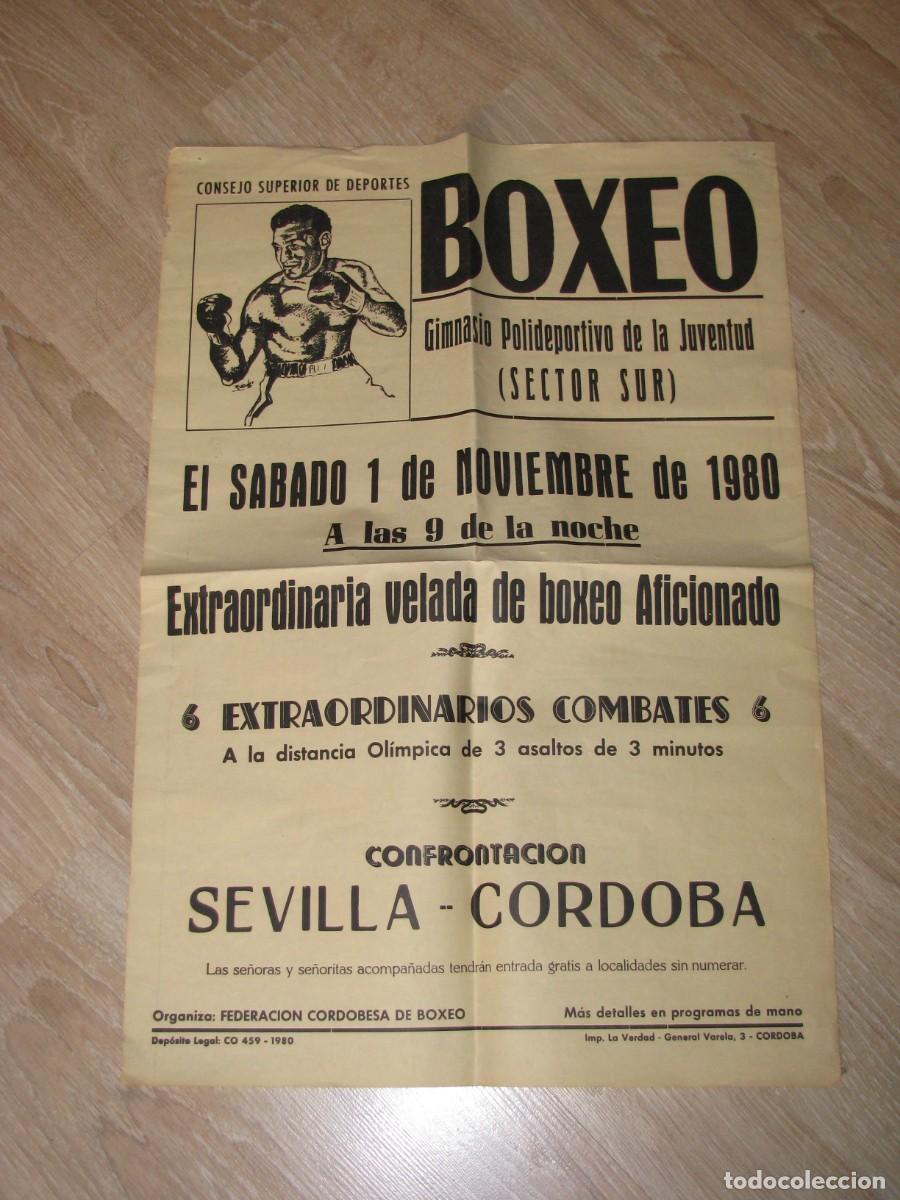 CONSEJO SUPERIOR DE DEPORTES
BOXEO
Gimnasio Polideportivo de la Juventud
(SECTOR SUR)
El SABADO 1 de NOVIEMBRE de 1980
A las 9 de la noche
Extraordinaria velada de boxeo Aficionado
6 EXTRAORDINARIOS COMBATES 6
A la distancia Olímpica de 3 asaltos de 3 minutos
CONFRONTACION
SEVILLA - CORDOBA
Las señoras y señoritas acompañadas tendrán entrada gratis a localidades sin numerar.
Organiza: FEDERACION CORDOBESA DE BOXEO
Más detalles en programas de mano
Depósito Legal: CO 459 - 1980
Imp. La Verdad - General Varela, 3 - CORDOBA
todocoleccion